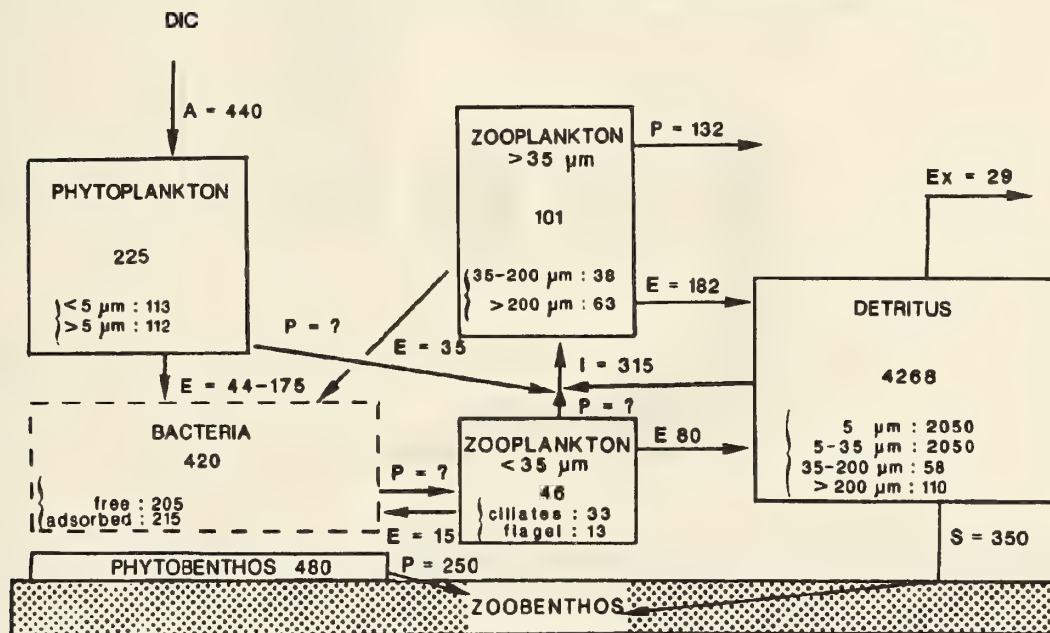 DIC
A = 440
PHYTOPLANKTON
225
< 5 µm : 113
> 5 µm : 112
ZOOPLANKTON
> 35 µm
101
35-200 µm : 38
> 200 µm : 63
P = 132
E = 182
Ex = 29
DETRITUS
4268
5 µm : 2050
5-35 µm : 2050
35-200 µm : 58
> 200 µm : 110
P = ?
E = 35
I = 315
E = 44-175
P = ?
BACTERIA
420
free : 205
adsorbed : 215
P = ?
E = 15
ZOOPLANKTON
< 35 µm
46
ciliates : 33
flagel : 13
E 80
S = 350
PHYTOBENTHOS 480
P = 250
ZOOBENTHOS